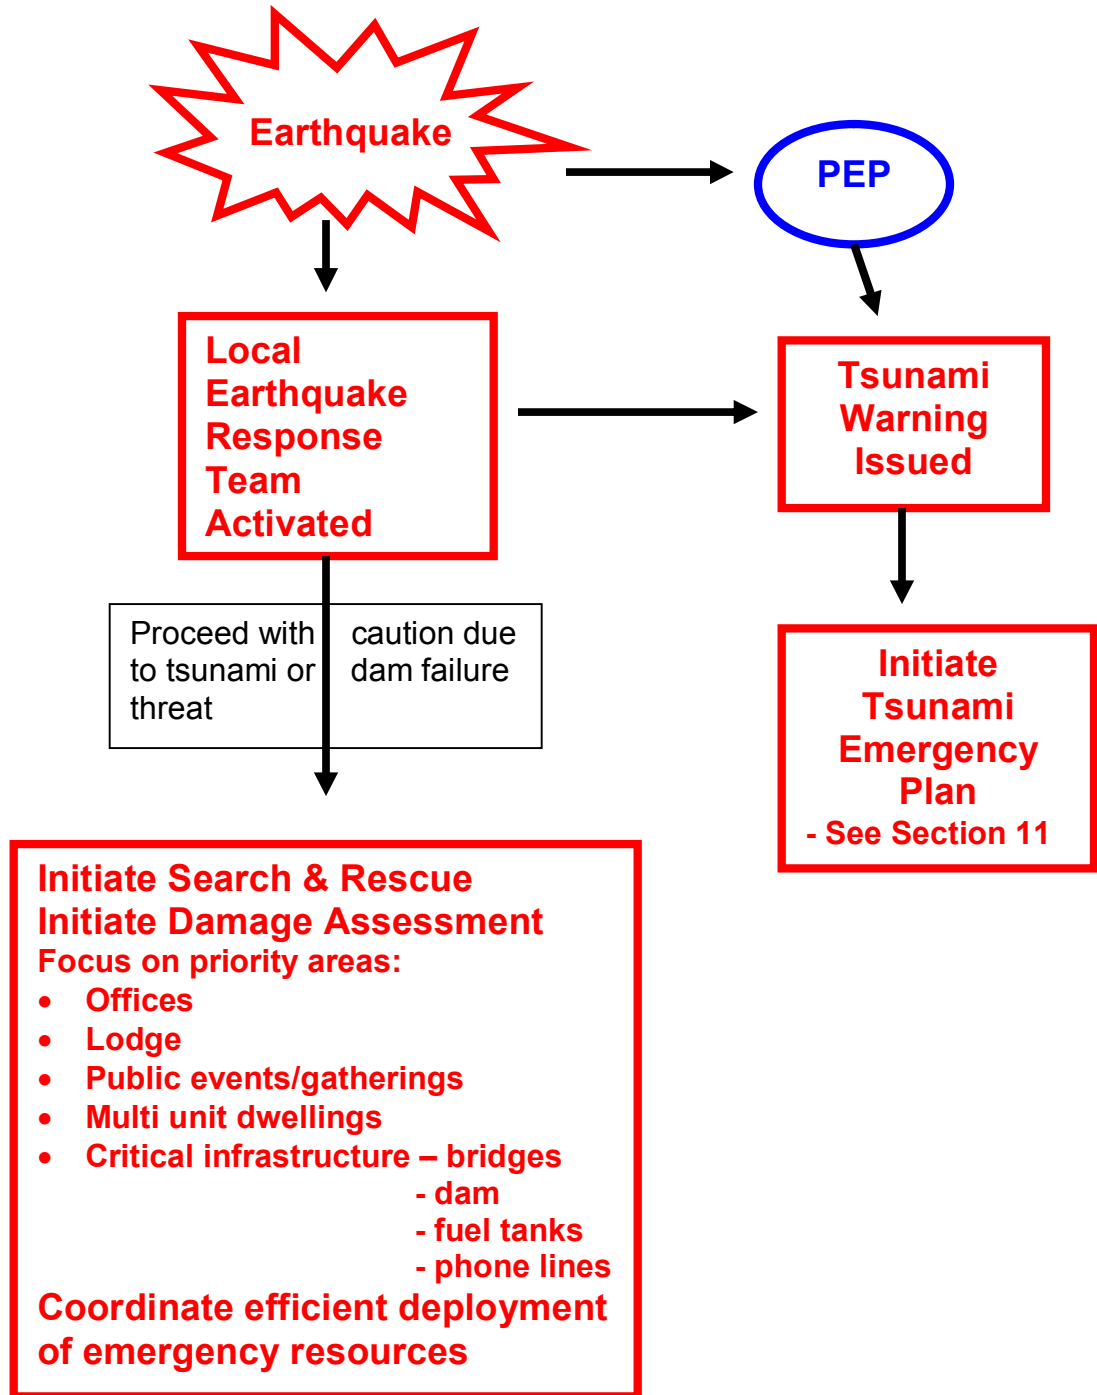 Earthquake
PEP
Local
Earthquake
Response
Team
Activated
Tsunami
Warning
Issued
Proceed with caution due
to tsunami or dam failure
threat
Initiate
Tsunami
Emergency
Plan
- See Section 11
Initiate Search & Rescue
Initiate Damage Assessment
Focus on priority areas:
• Offices
• Lodge
• Public events/gatherings
• Multi unit dwellings
• Critical infrastructure – bridges
- dam
- fuel tanks
- phone lines
Coordinate efficient deployment
of emergency resources